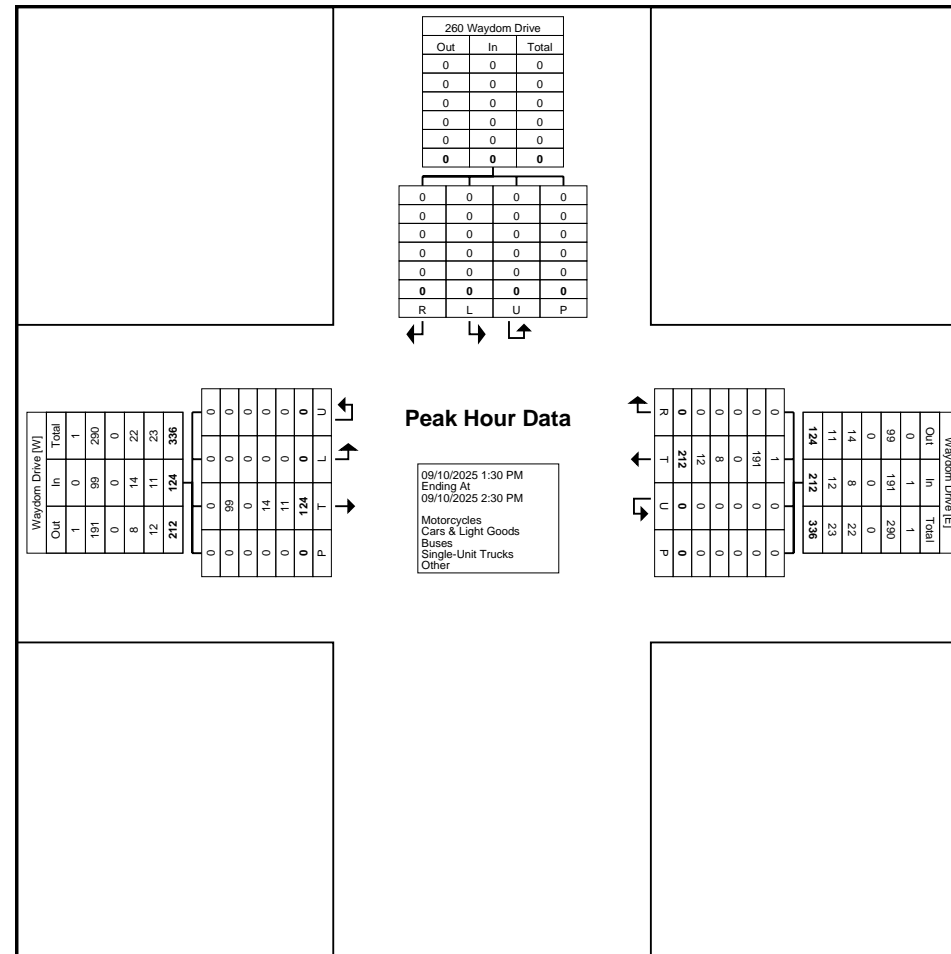 260 Waydom Drive
Out In Total
0 0 0
0 0 0
0 0 0
0 0 0
0 0 0
0 0 0
0 0 0 0
0 0 0 0
0 0 0 0
0 0 0 0
0 0 0 0
0 0 0 0
R L U P
Peak Hour Data
09/10/2025 1:30 PM
Ending At
09/10/2025 2:30 PM
Motorcycles
Cars & Light Goods
Buses
Single-Unit Trucks
Other
Waydom Drive [W]
Out In Total
1 0 1
191 99 290
0 0 0
8 14 22
12 11 23
212 124 336
0 0 0 0
0 99 0 0
0 0 0 0
0 14 0 0
0 11 0 0
0 124 0 0
P T L U
Waydom Drive [E]
Out In Total
0 1 1
99 191 290
0 0 0
14 8 22
11 12 23
124 212 336
0 1 0 0
0 191 0 0
0 0 0 0
0 8 0 0
0 12 0 0
0 212 0 0
R T U P